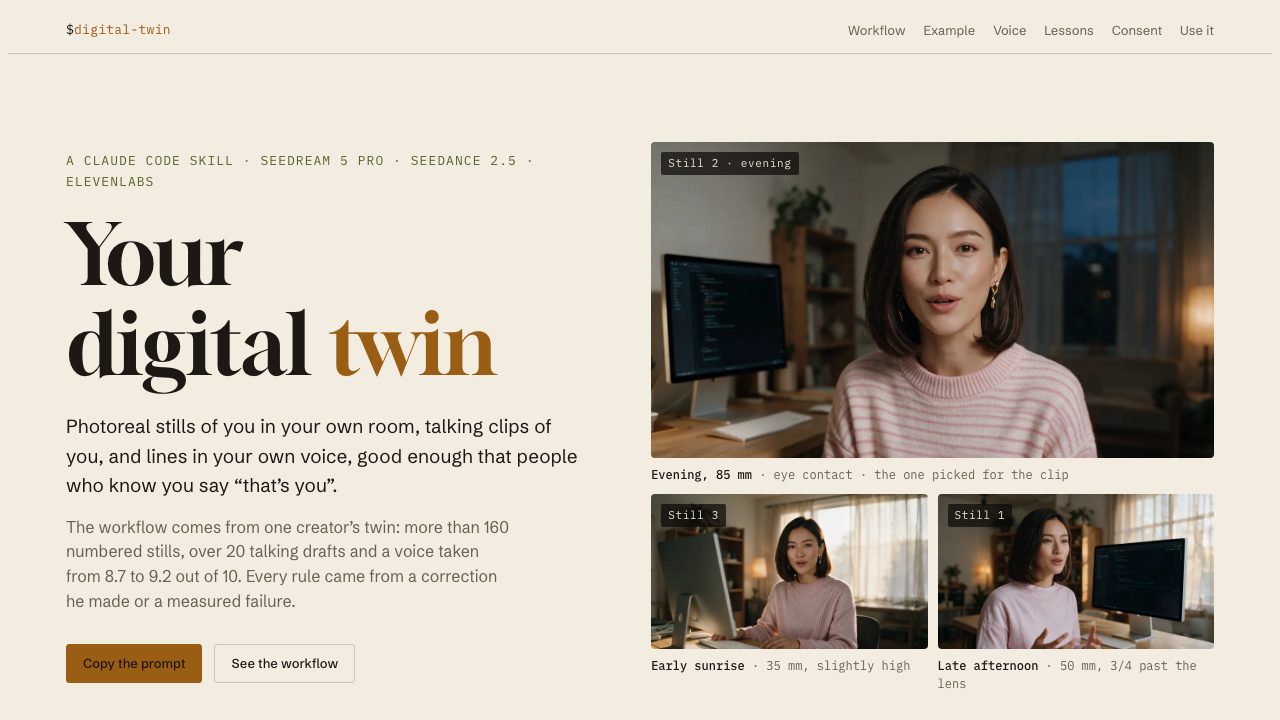 $digital-twin
Workflow Example Voice Lessons Consent Use it
A CLAUDE CODE SKILL · SEEDREAM 5 PRO · SEEDANCE 2.5 ·
ELEVENLABS
Your
digital twin
Photoreal stills of you in your own room, talking clips of
you, and lines in your own voice, good enough that people
who know you say “that’s you”.
The workflow comes from one creator’s twin: more than 160
numbered stills, over 20 talking drafts and a voice taken
from 8.7 to 9.2 out of 10. Every rule came from a correction
he made or a measured failure.
Copy the prompt
See the workflow
Still 2 · evening
Evening, 85 mm · eye contact · the one picked for the clip
Still 3
Early sunrise · 35 mm, slightly high
Still 1
Late afternoon · 50 mm, 3/4 past the
lens